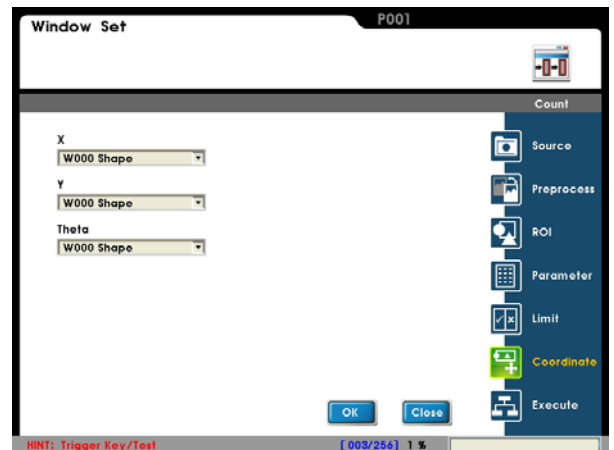 Window Set
P001
Count
X
W000 Shape
Y
W000 Shape
Theta
W000 Shape
Source
Preprocess
ROI
Parameter
Limit
Coordinate
Execute
OK
Close
HINT: Trigger Key/Test
[003/256] 1 %